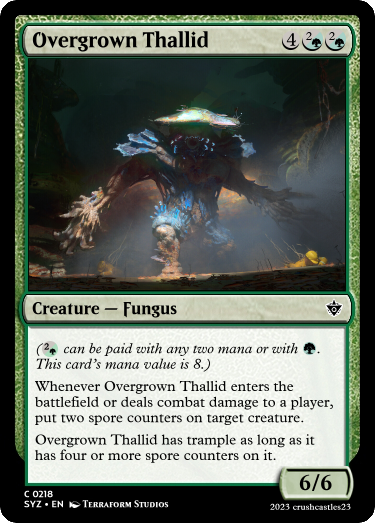 Overgrown Thallid 4 2 2
Creature — Fungus
(2 can be paid with any two mana or with .
This card's mana value is 8.)
Whenever Overgrown Thallid enters the
battlefield or deals combat damage to a player,
put two spore counters on target creature.
Overgrown Thallid has trample as long as it
has four or more spore counters on it.
6/6
C 0218
SYZ • EN Terraform Studios
2023 crushcastles23